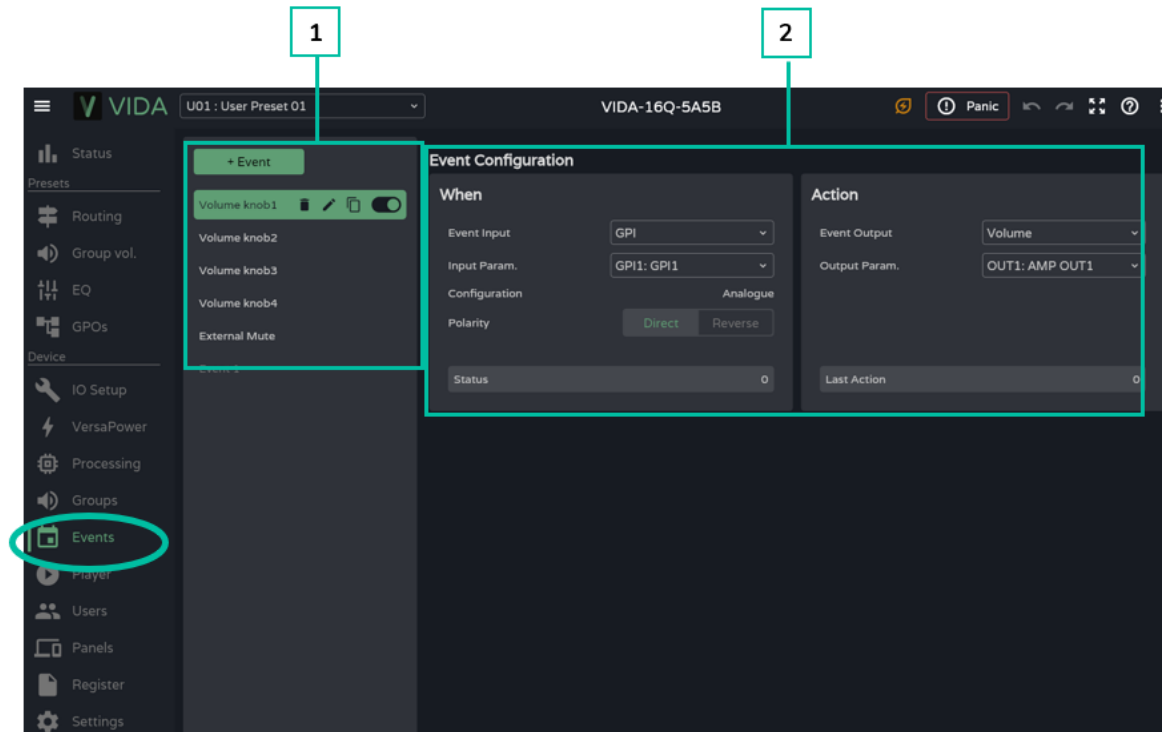 1
2
VIDA
U01 : User Preset 01
VIDA-16Q-5A5B
Panic
Status
Presets
Routing
Group vol.
EQ
GPOs
Device
IO Setup
VersaPower
Processing
Groups
Events
Player
Users
Panels
Register
Settings
+ Event
Volume knob1
Volume knob2
Volume knob3
Volume knob4
External Mute
Event 1
Event Configuration
When
Event Input GPI
Input Param. GPI1: GPI1
Configuration Analogue
Polarity Direct Reverse
Status 0
Action
Event Output Volume
Output Param. OUT1: AMP OUT1
Last Action 0